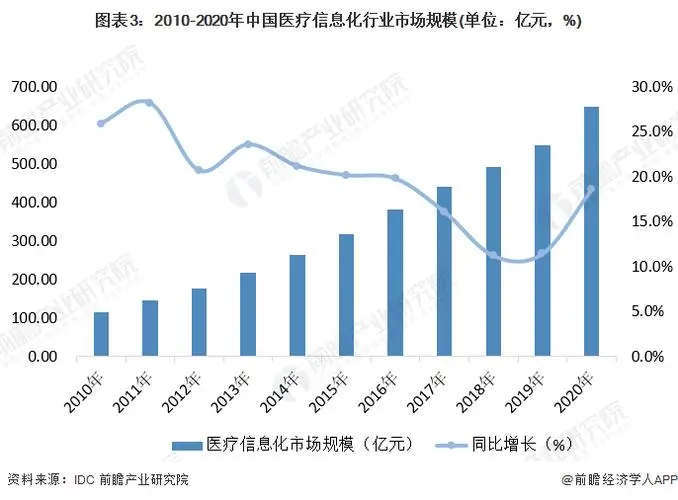 图表3：2010-2020年中国医疗信息化行业市场规模(单位：亿元，%)
700.00
600.00
500.00
400.00
300.00
200.00
100.00
0.00
30.0%
25.0%
20.0%
15.0%
10.0%
5.0%
0.0%
2010年
2011年
2012年
2013年
2014年
2015年
2016年
2017年
2018年
2019年
2020年
医疗信息化市场规模（亿元）
同比增长（%）
资料来源：IDC 前瞻产业研究院
@前瞻经济学人APP
前瞻产业研究院